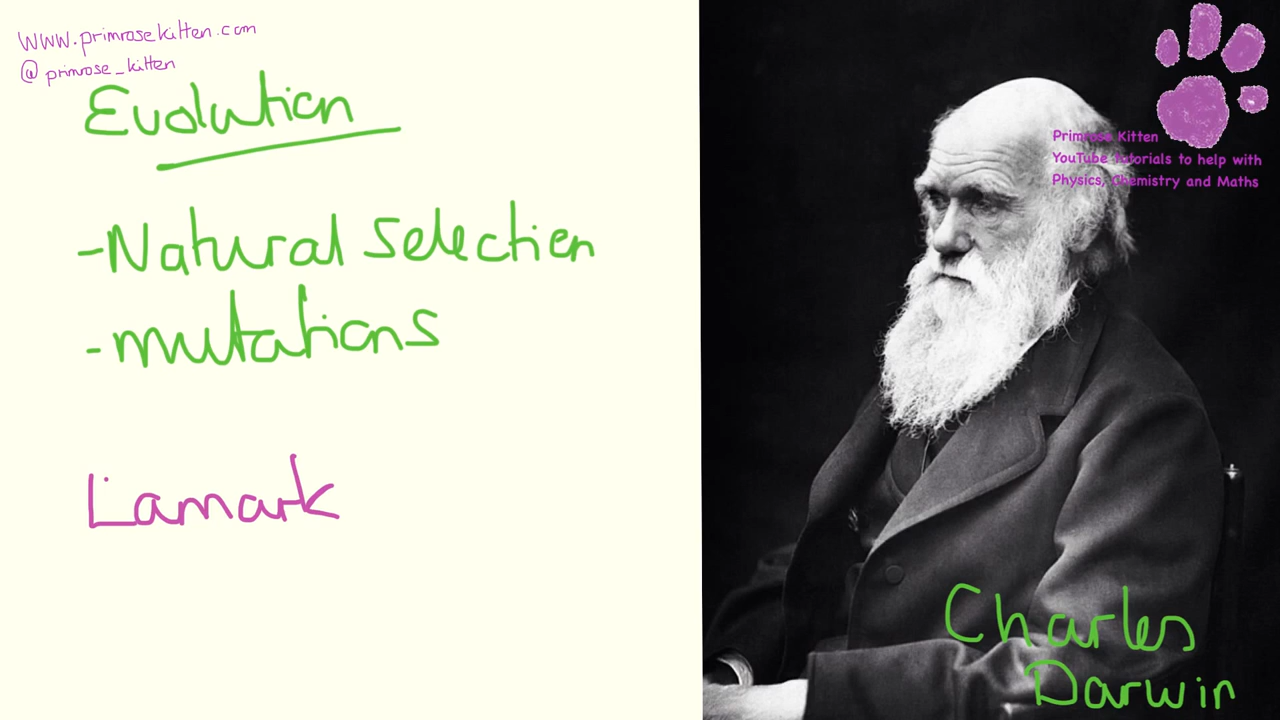 www.primrosekitten.com
@primrose_kitten
Evolution
-Natural Selection
-mutations
Lamark
Primrose Kitten
YouTube tutorials to help with
Physics, Chemistry and Maths
Charles
Darwin